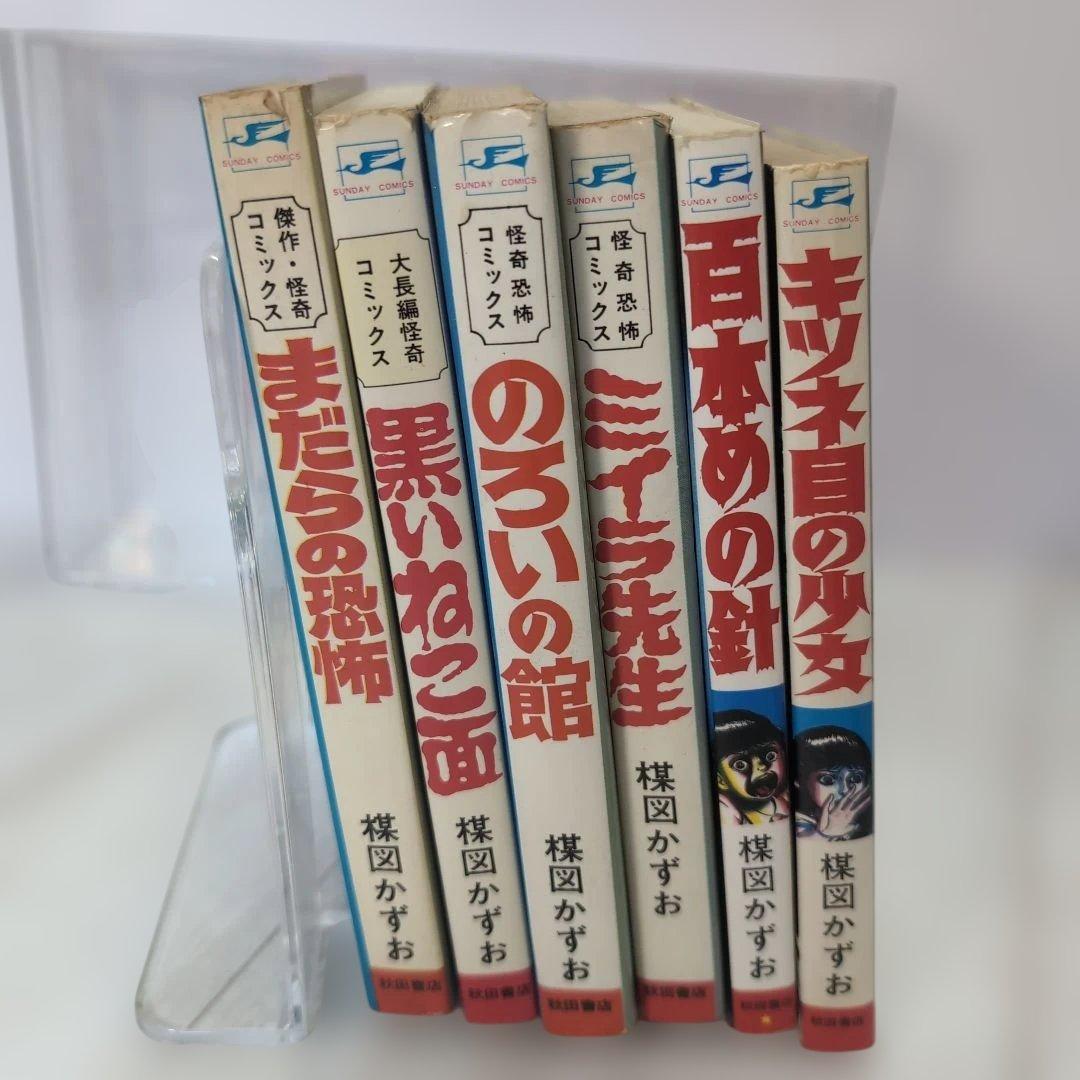 SUNDAY COMICS
傑作・怪奇
コミックス
まだらの恐怖
楳図かずお
秋田書店
SUNDAY COMICS
大長編怪奇
コミックス
黒いねこ面
楳図かずお
秋田書店
SUNDAY COMICS
怪奇恐怖
コミックス
のろいの館
楳図かずお
秋田書店
SUNDAY COMICS
怪奇恐怖
コミックス
ミイラ先生
楳図かずお
秋田書店
SUNDAY COMICS
百本めの針
楳図かずお
秋田書店
SUNDAY COMICS
キツネ目の少女
楳図かずお
秋田書店